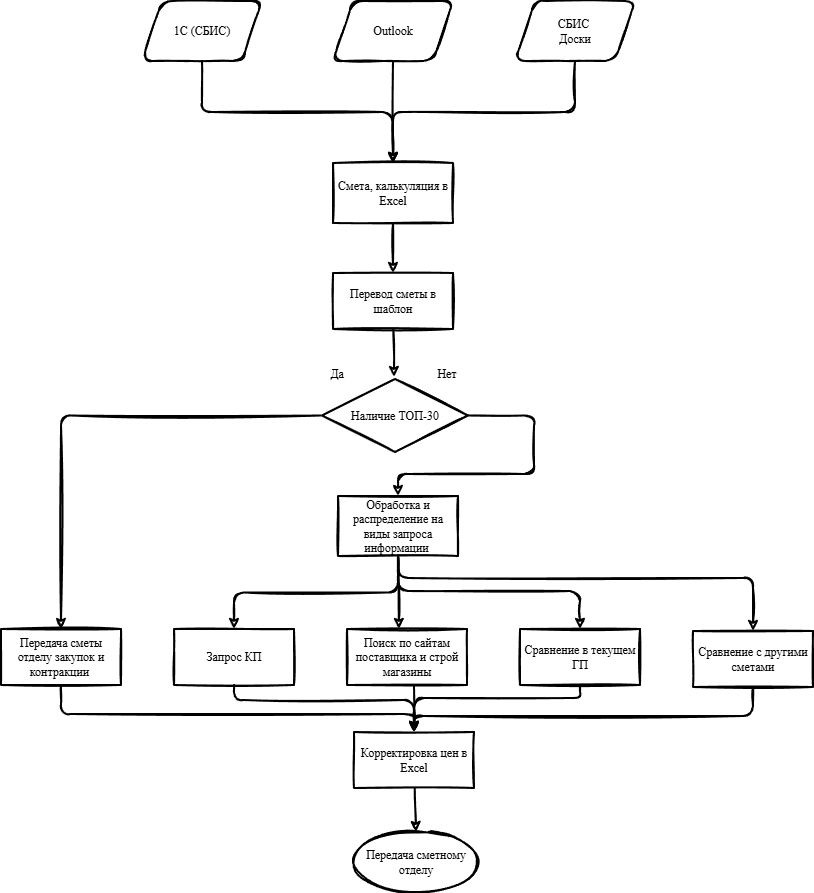 1С (СБИС)
Outlook
СБИС
Доски
Смета, калькуляция в
Excel
Перевод сметы в
шаблон
Да
Нет
Наличие ТОП-30
Обработка и
распределение на
виды запроса
информации
Передача сметы
отделу закупок и
контракции
Запрос КП
Поиск по сайтам
поставщика и строй
магазины
Сравнение в текущем
ГП
Сравнение с другими
сметами
Корректировка цен в
Excel
Передача сметному
отделу